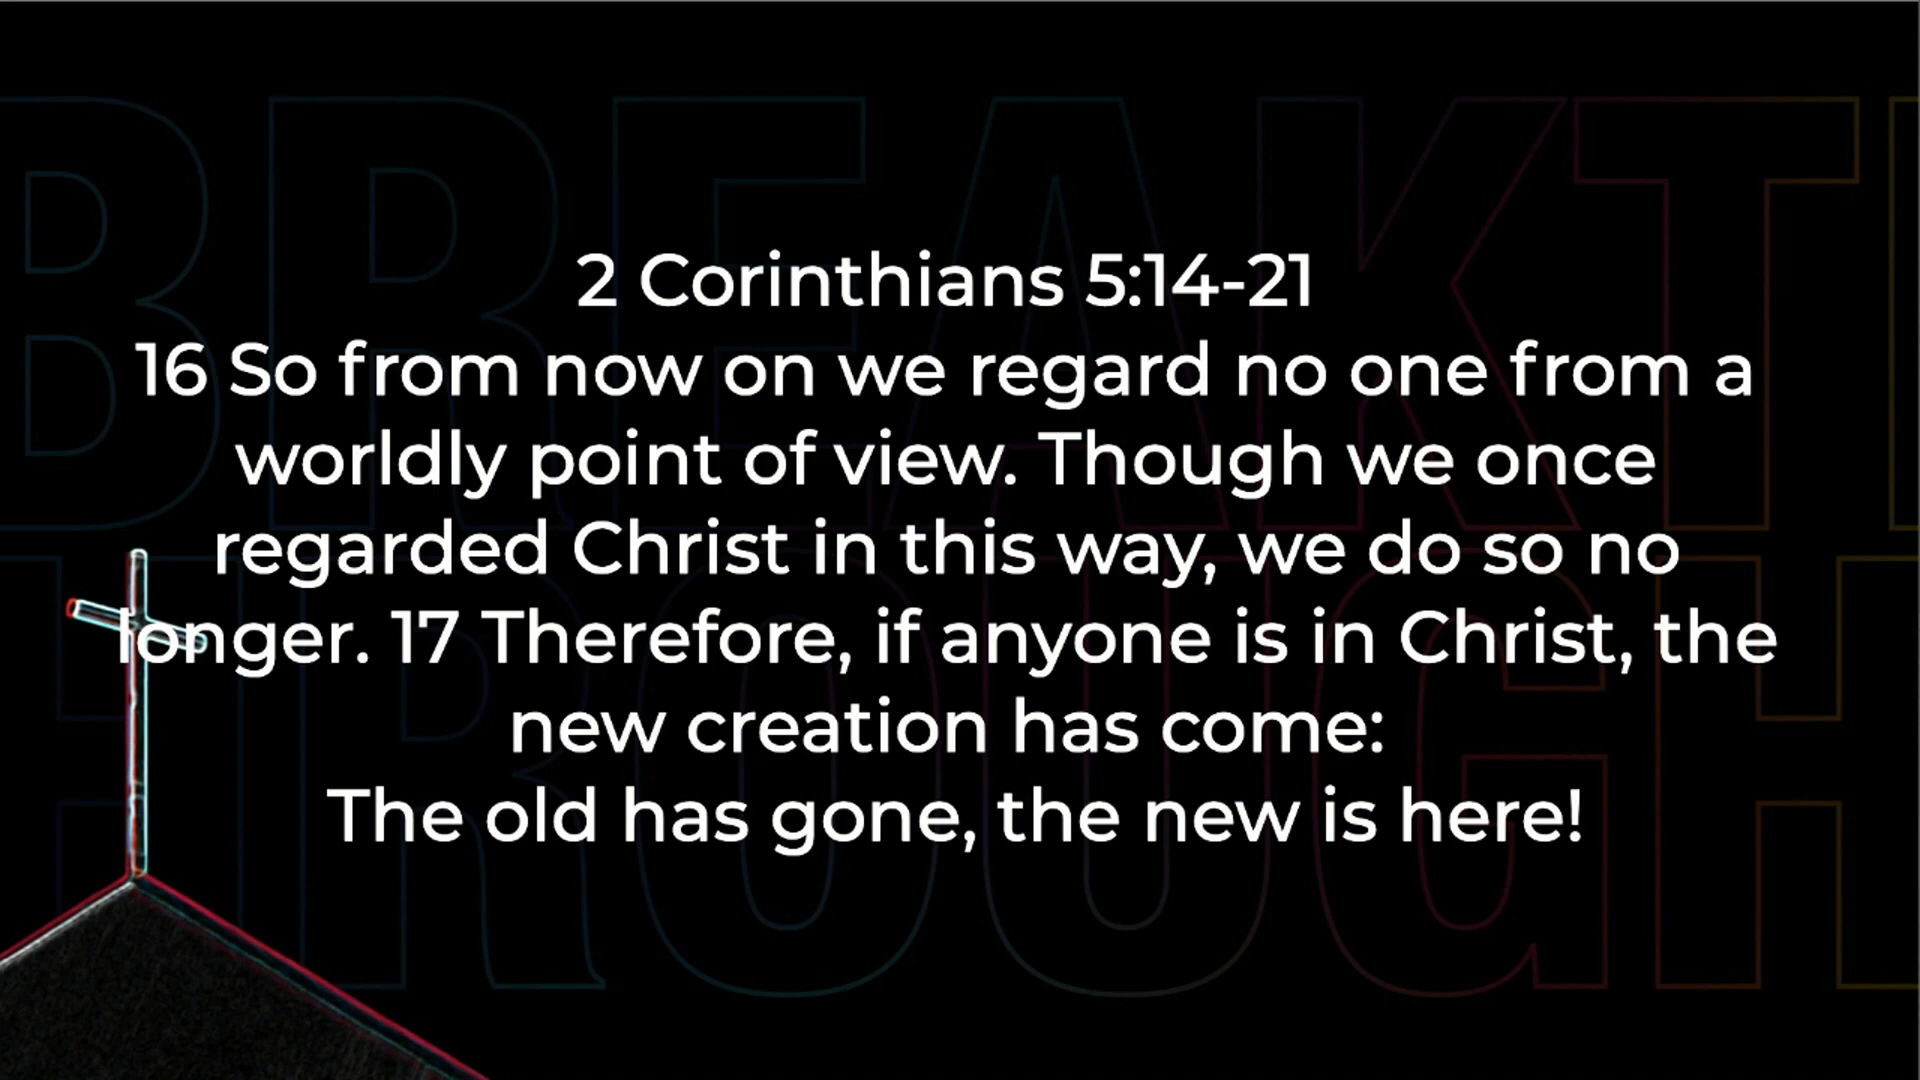 BREAKT
HROUGH
2 Corinthians 5:14-21
16 So from now on we regard no one from a
worldly point of view. Though we once
regarded Christ in this way, we do so no
longer. 17 Therefore, if anyone is in Christ, the
new creation has come:
The old has gone, the new is here!